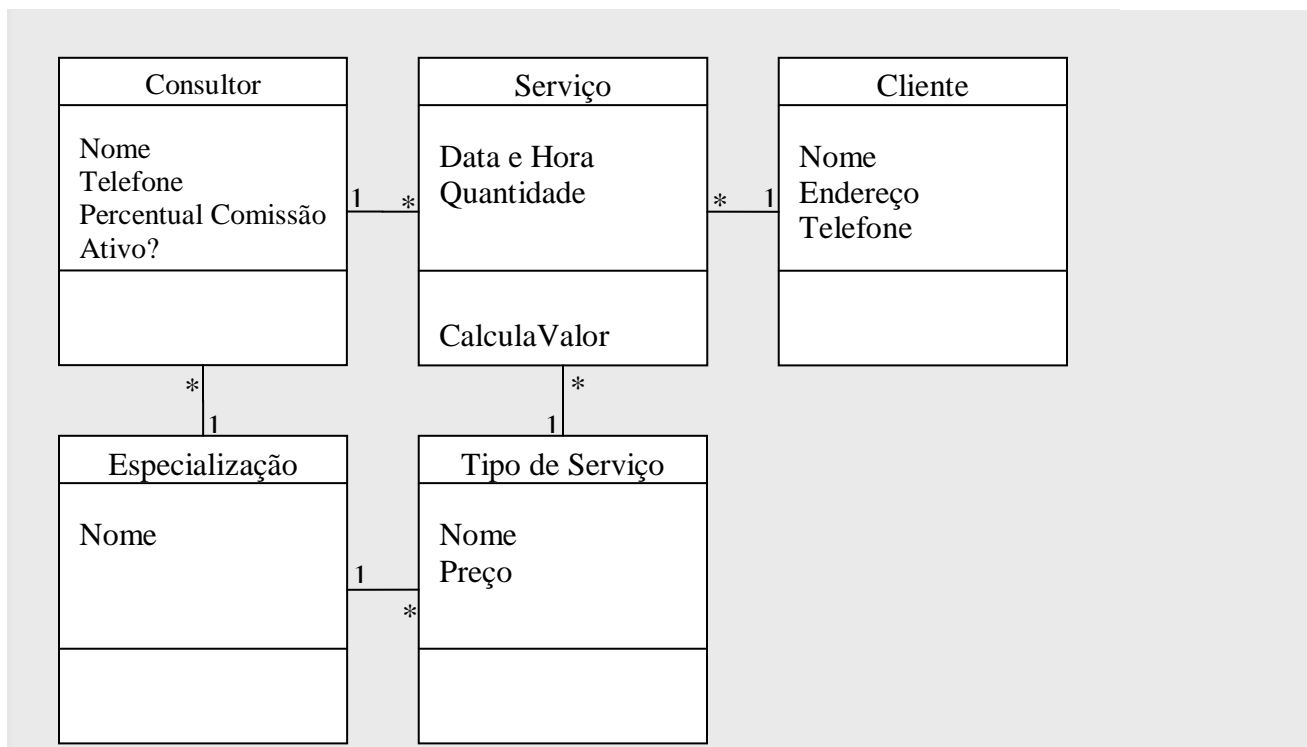 Consultor
Nome
Telefone
Percentual Comissão
Ativo?
1
*
Serviço
Data e Hora
Quantidade
CalculaValor
*
1
Cliente
Nome
Endereço
Telefone
*
1
*
1
Especialização
Nome
1
*
Tipo de Serviço
Nome
Preço